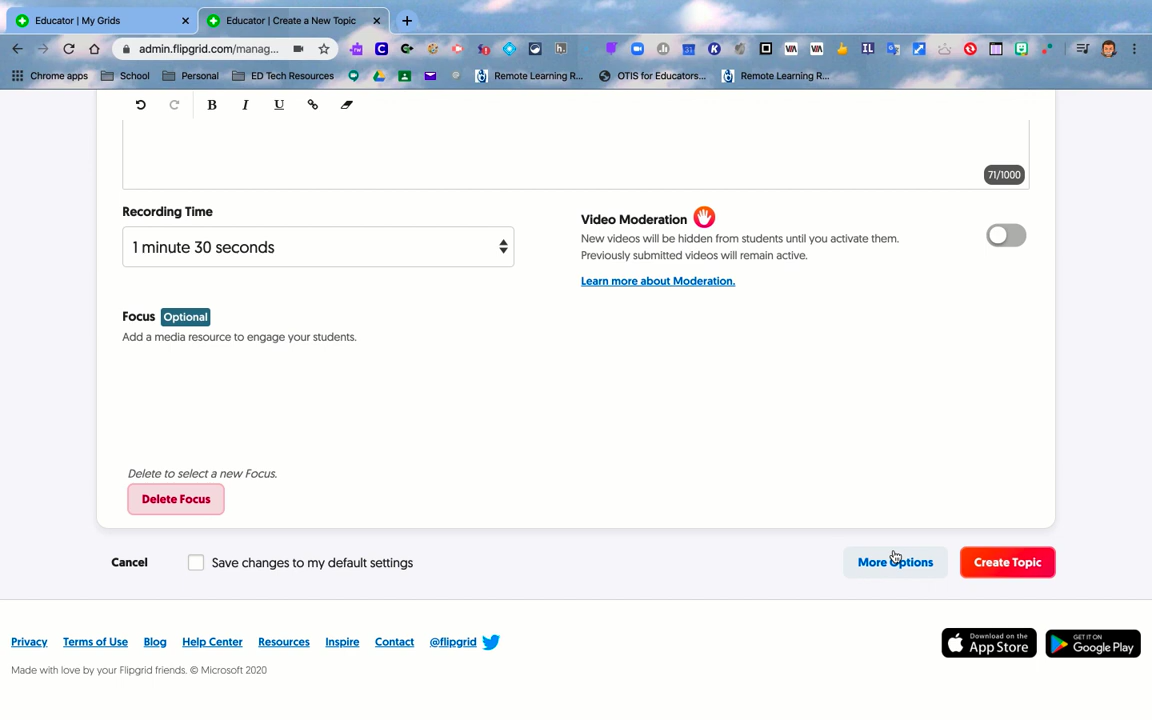 Educator | My Grids
Educator | Create a New Topic
admin.flipgrid.com/manag...
Chrome apps School Personal ED Tech Resources Remote Learning R... OTIS for Educators... Remote Learning R...
B I U
71/1000
Recording Time
1 minute 30 seconds
Video Moderation
New videos will be hidden from students until you activate them.
Previously submitted videos will remain active.
Learn more about Moderation.
Focus Optional
Add a media resource to engage your students.
Delete to select a new Focus.
Delete Focus
Cancel Save changes to my default settings More Options Create Topic
Privacy Terms of Use Blog Help Center Resources Inspire Contact @flipgrid
Download on the App Store GET IT ON Google Play
Made with love by your Flipgrid friends. © Microsoft 2020